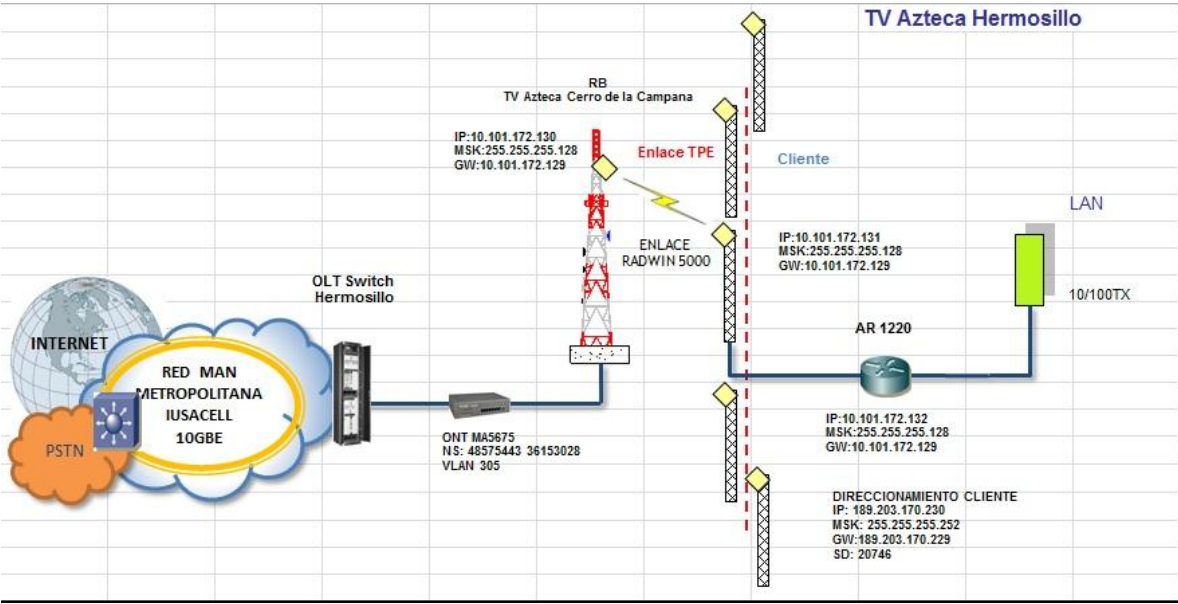 TV Azteca Hermosillo
RB
TV Azteca Cerro de la Campana
IP:10.101.172.130
MSK:255.255.255.128
GW:10.101.172.129
Enlace TPE
Cliente
LAN
ENLACE
RADWIN 5000
IP:10.101.172.131
MSK:255.255.255.128
GW:10.101.172.129
10/100TX
OLT Switch
Hermosillo
AR 1220
INTERNET
RED MAN
METROPOLITANA
IUSACELL
10GBE
PSTN
ONT MA5675
NS: 48575443 36153028
VLAN 305
IP:10.101.172.132
MSK:255.255.255.128
GW:10.101.172.129
DIRECCIONAMIENTO CLIENTE
IP: 189.203.170.230
MSK: 255.255.255.252
GW:189.203.170.229
SD: 20746